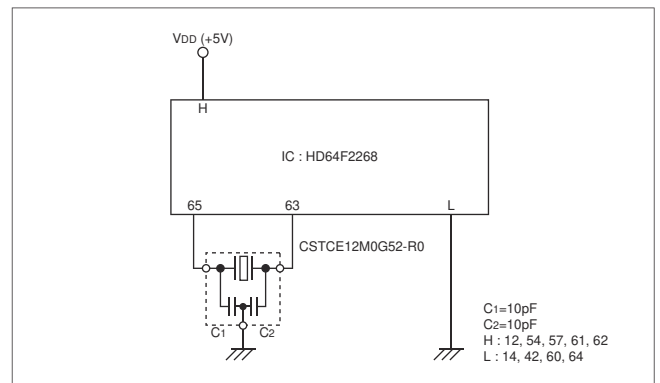 VDD (+5V)
H
IC : HD64F2268
65
63
L
CSTCE12M0G52-R0
C1
C2
C1=10pF
C2=10pF
H : 12, 54, 57, 61, 62
L : 14, 42, 60, 64